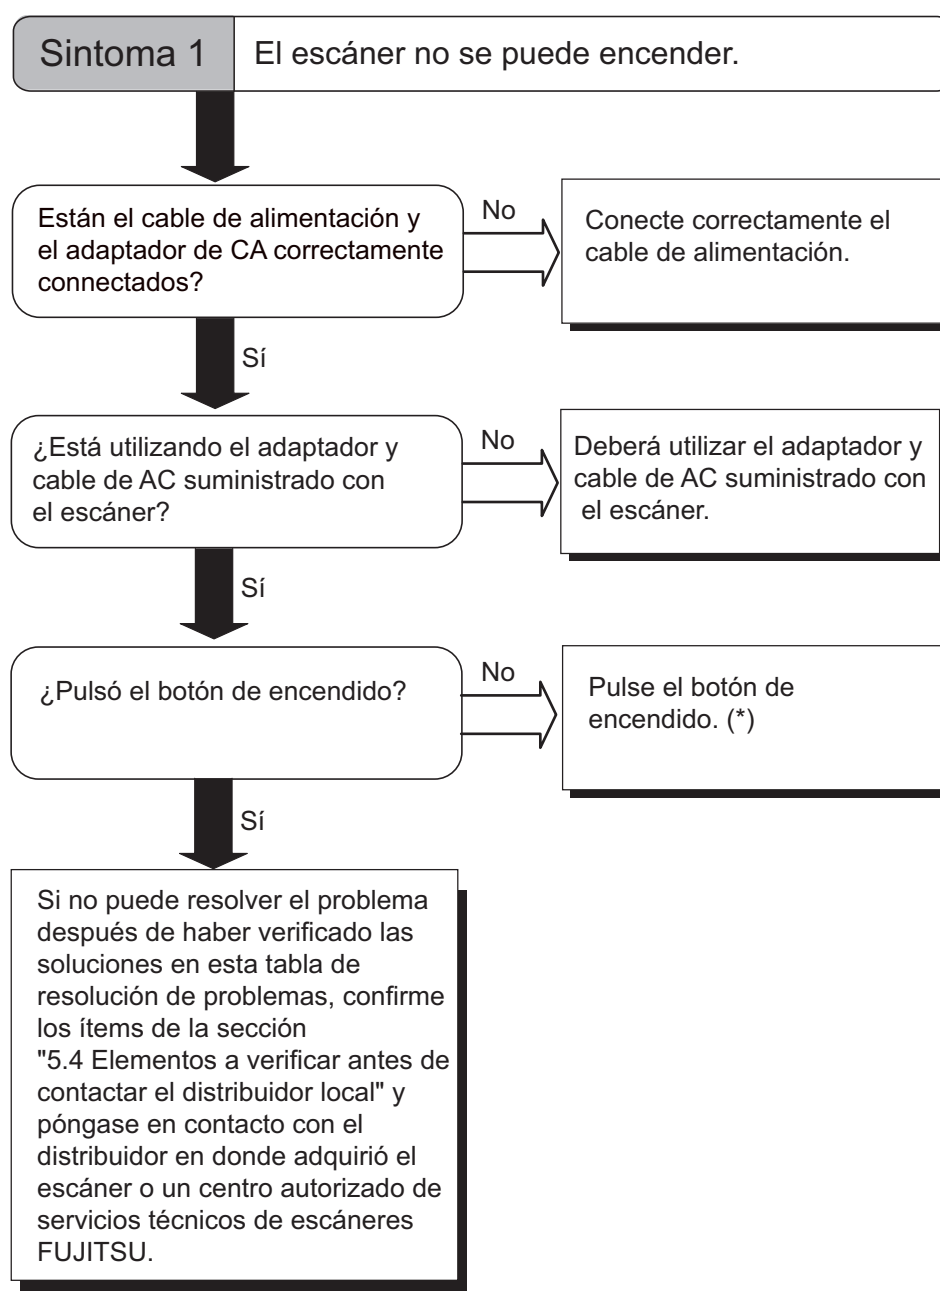 Sintoma 1
El escáner no se puede encender.
Están el cable de alimentación y
el adaptador de CA correctamente
connectados?
No
Conecte correctamente el
cable de alimentación.
Sí
¿Está utilizando el adaptador y
cable de AC suministrado con
el escáner?
No
Deberá utilizar el adaptador y
cable de AC suministrado con
el escáner.
Sí
¿Pulsó el botón de encendido?
No
Pulse el botón de
encendido. (*)
Sí
Si no puede resolver el problema
después de haber verificado las
soluciones en esta tabla de
resolución de problemas, confirme
los ítems de la sección
"5.4 Elementos a verificar antes de
contactar el distribuidor local" y
póngase en contacto con el
distribuidor en donde adquirió el
escáner o un centro autorizado de
servicios técnicos de escáneres
FUJITSU.